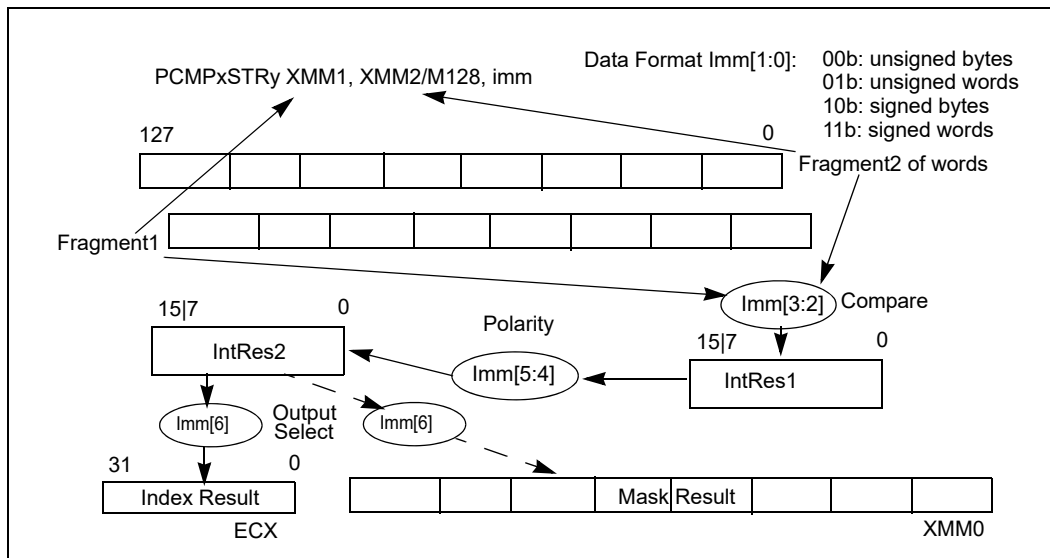 Data Format Imm[1:0]: 00b: unsigned bytes
PCMPxSTRy XMM1, XMM2/M128, imm
01b: unsigned words
10b: signed bytes
11b: signed words
127 0
Fragment2 of words
Fragment1
Imm[3:2] Compare
15|7 0
Polarity
15|7 0
IntRes2
Imm[5:4]
IntRes1
Imm[6]
Output
Select
Imm[6]
31 0
Index Result
Mask Result
ECX
XMM0